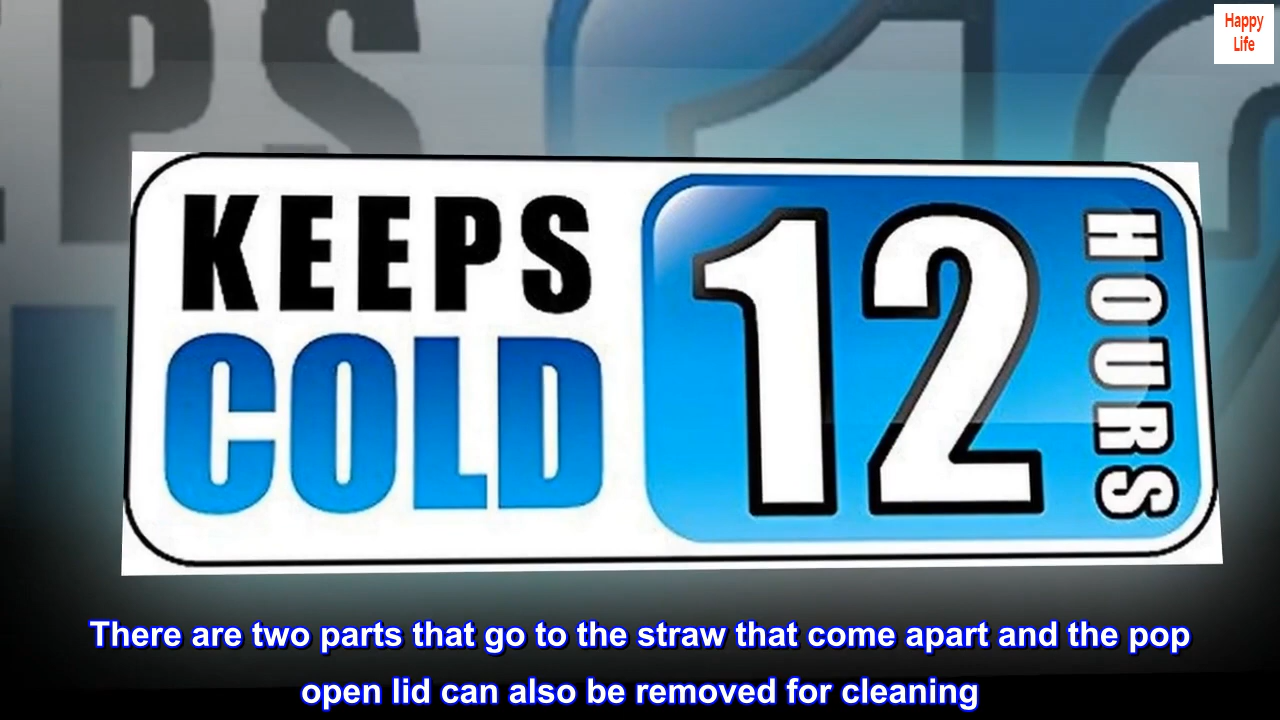 Happy
Life
KEEPS
COLD
12
HOURS
There are two parts that go to the straw that come apart and the pop
open lid can also be removed for cleaning